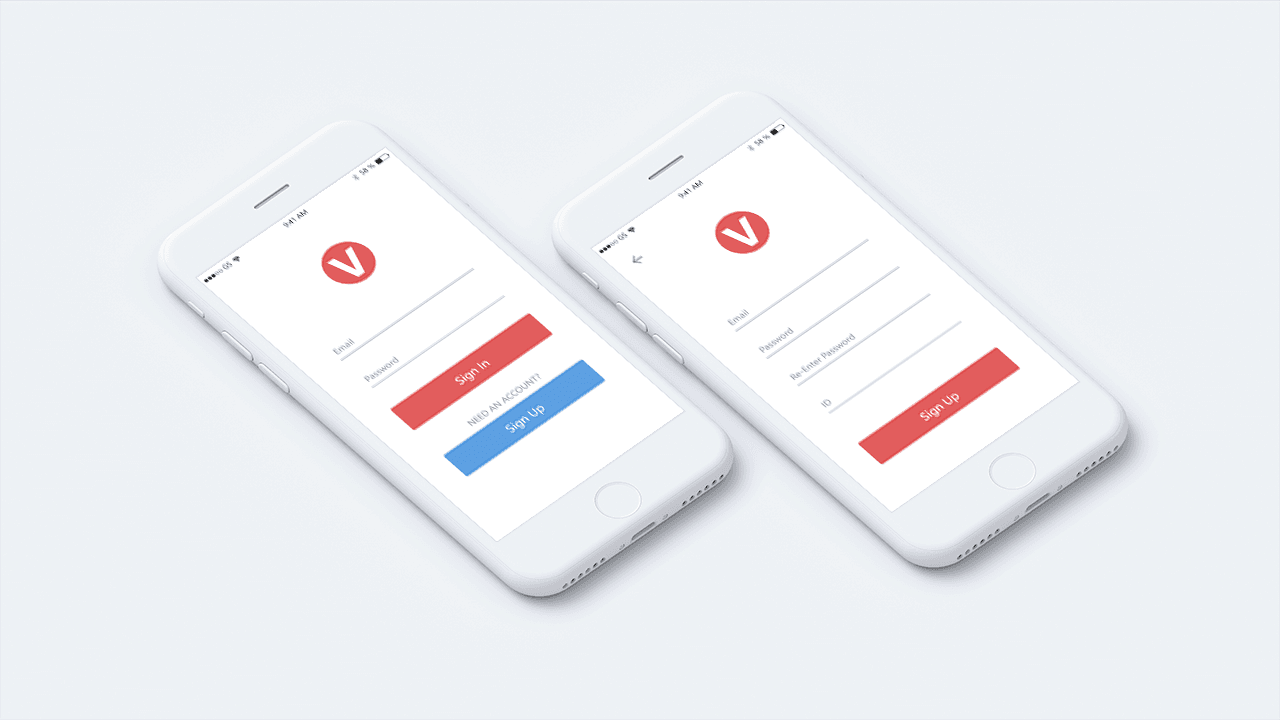 GS
9:41 AM
58 %
V
Email
Password
Sign In
NEED AN ACCOUNT?
Sign Up
GS
9:41 AM
58 %
V
Email
Password
Re-Enter Password
ID
Sign Up